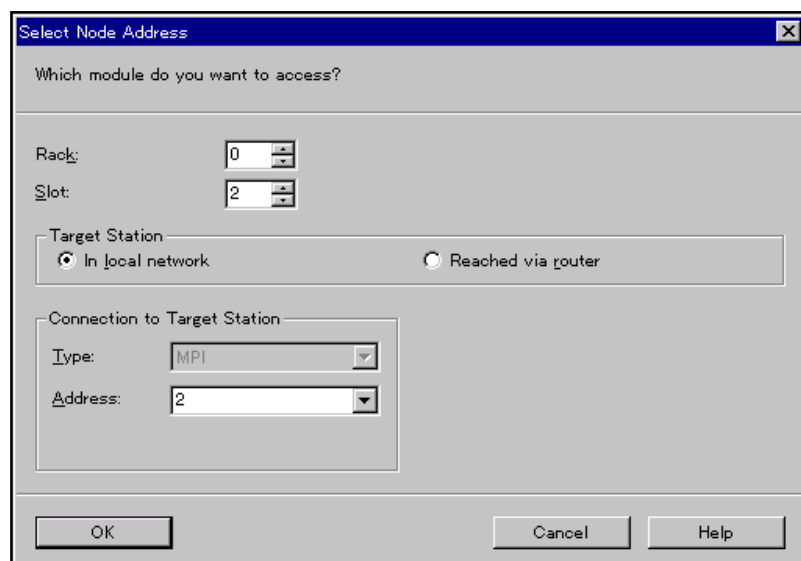 Select Node Address
Which module do you want to access?
Rack: 0
Slot: 2
Target Station
In local network Reached via router
Connection to Target Station
Type: MPI
Address: 2
OK Cancel Help